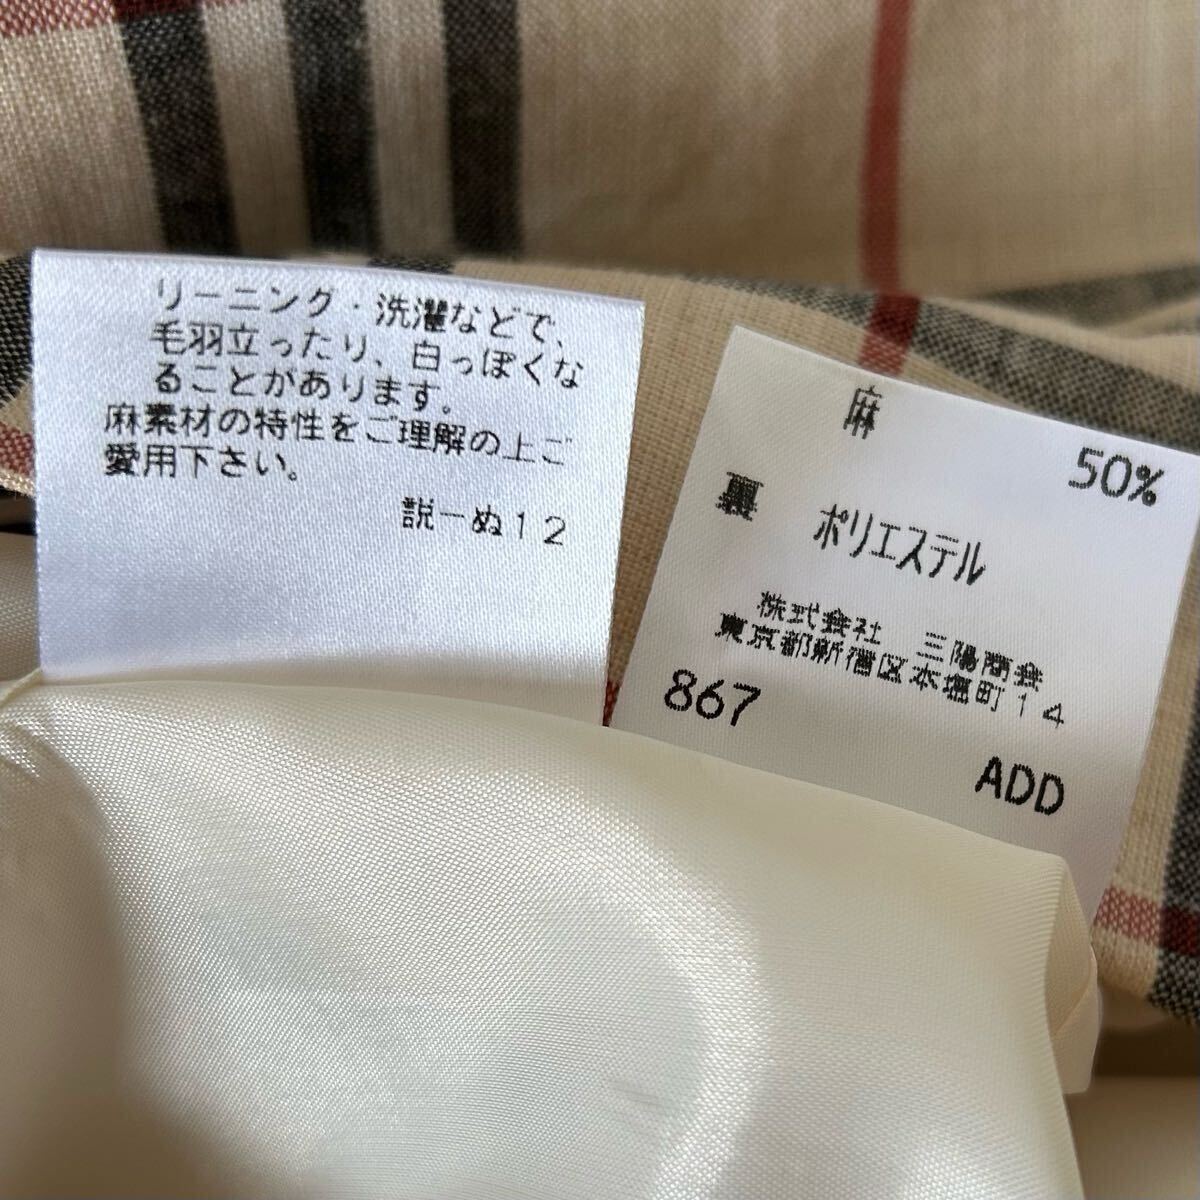 リーニング・洗濯などで、
毛羽立ったり、白っぽくな
ることがあります。
麻素材の特性をご理解の上ご
愛用下さい。
説ーぬ12
麻 50%
裏 ポリエステル
株式会社 三陽商会
東京都新宿区本塩町14
867
ADD